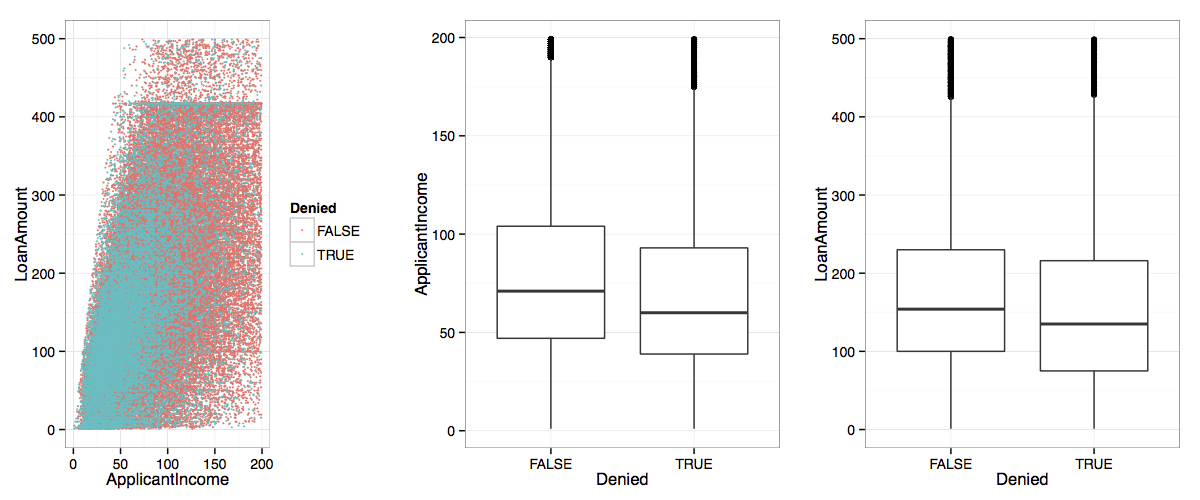 500
400
300
200
100
0
LoanAmount
0 50 100 150 200
ApplicantIncome
Denied
FALSE
TRUE
200
150
100
50
0
ApplicantIncome
FALSE TRUE
Denied
500
400
300
200
100
0
LoanAmount
FALSE TRUE
Denied